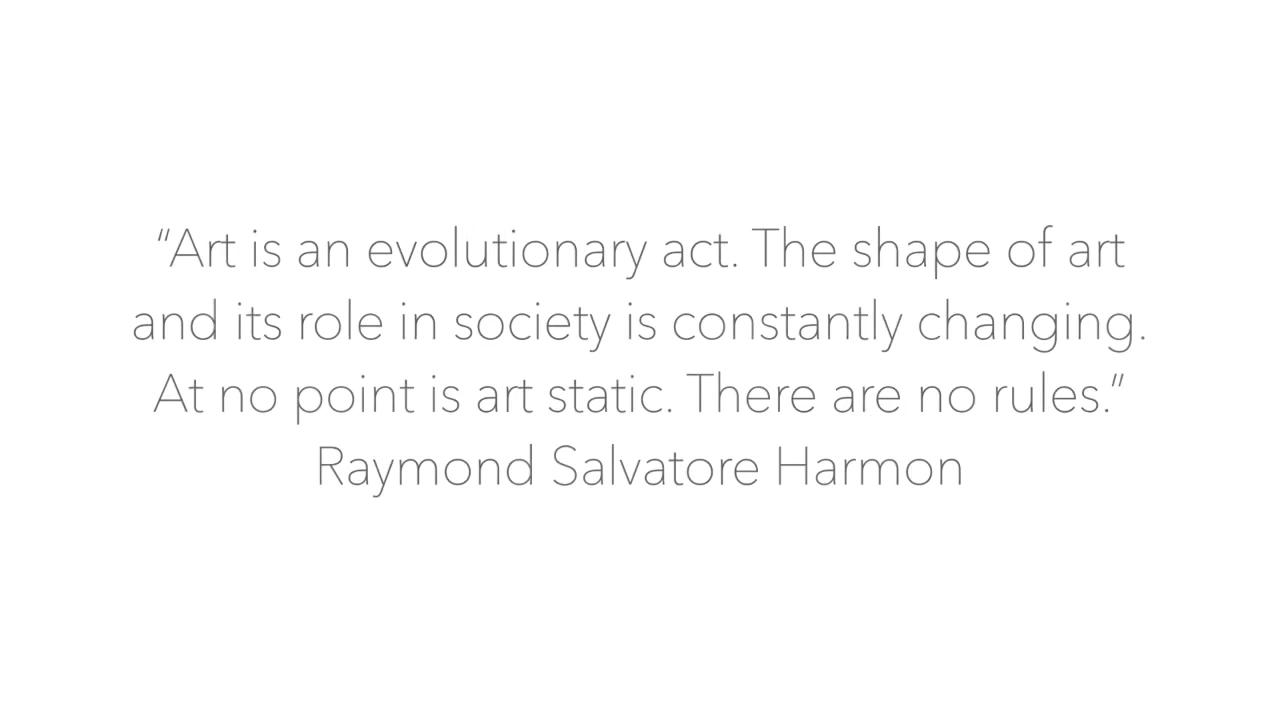 “Art is an evolutionary act. The shape of art
and its role in society is constantly changing.
At no point is art static. There are no rules.”
Raymond Salvatore Harmon